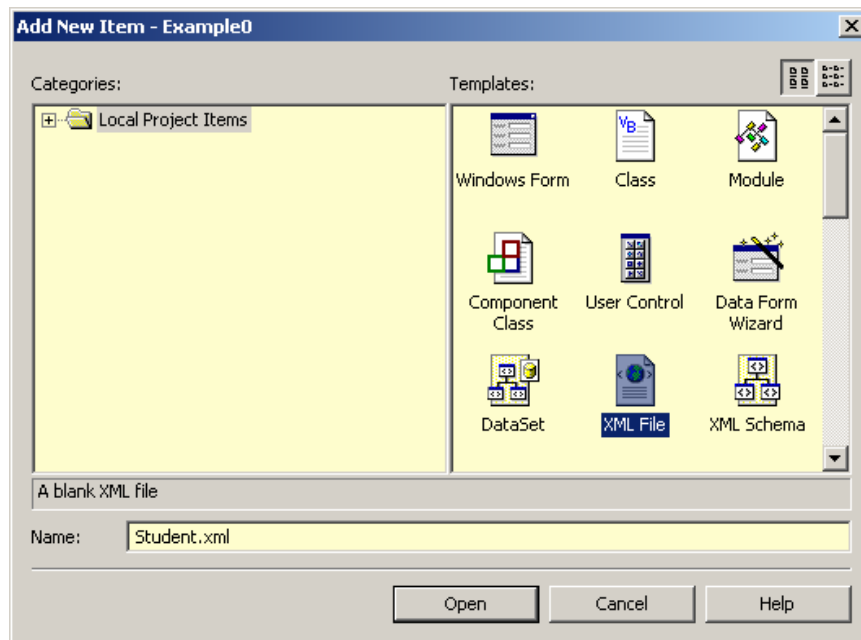 Add New Item - Example0
Categories:
Templates:
Local Project Items
Windows Form
Class
Module
Component
Class
User Control
Data Form
Wizard
DataSet
XML File
XML Schema
A blank XML file
Name:
Student.xml
Open
Cancel
Help